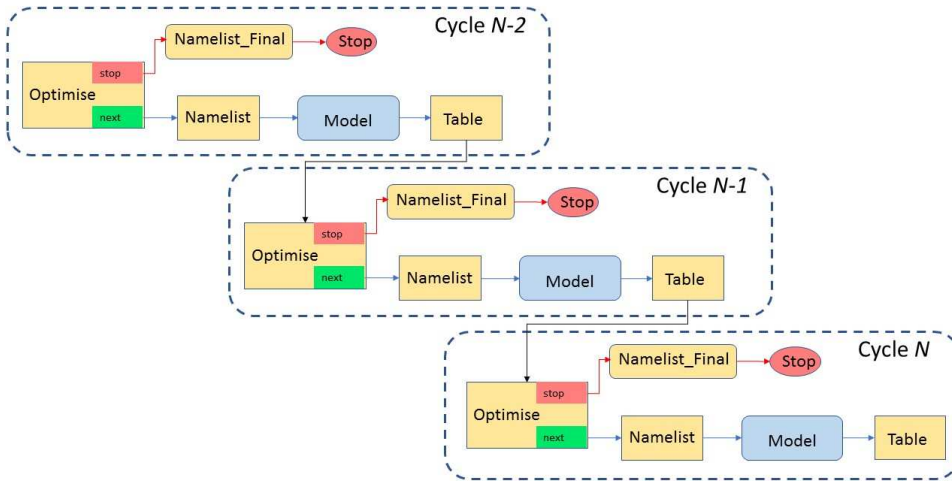 Cycle N-2
Namelist_Final
Stop
stop
Optimise
next
Namelist
Model
Table
Cycle N-1
Namelist_Final
Stop
stop
Optimise
next
Namelist
Model
Table
Cycle N
Namelist_Final
Stop
stop
Optimise
next
Namelist
Model
Table